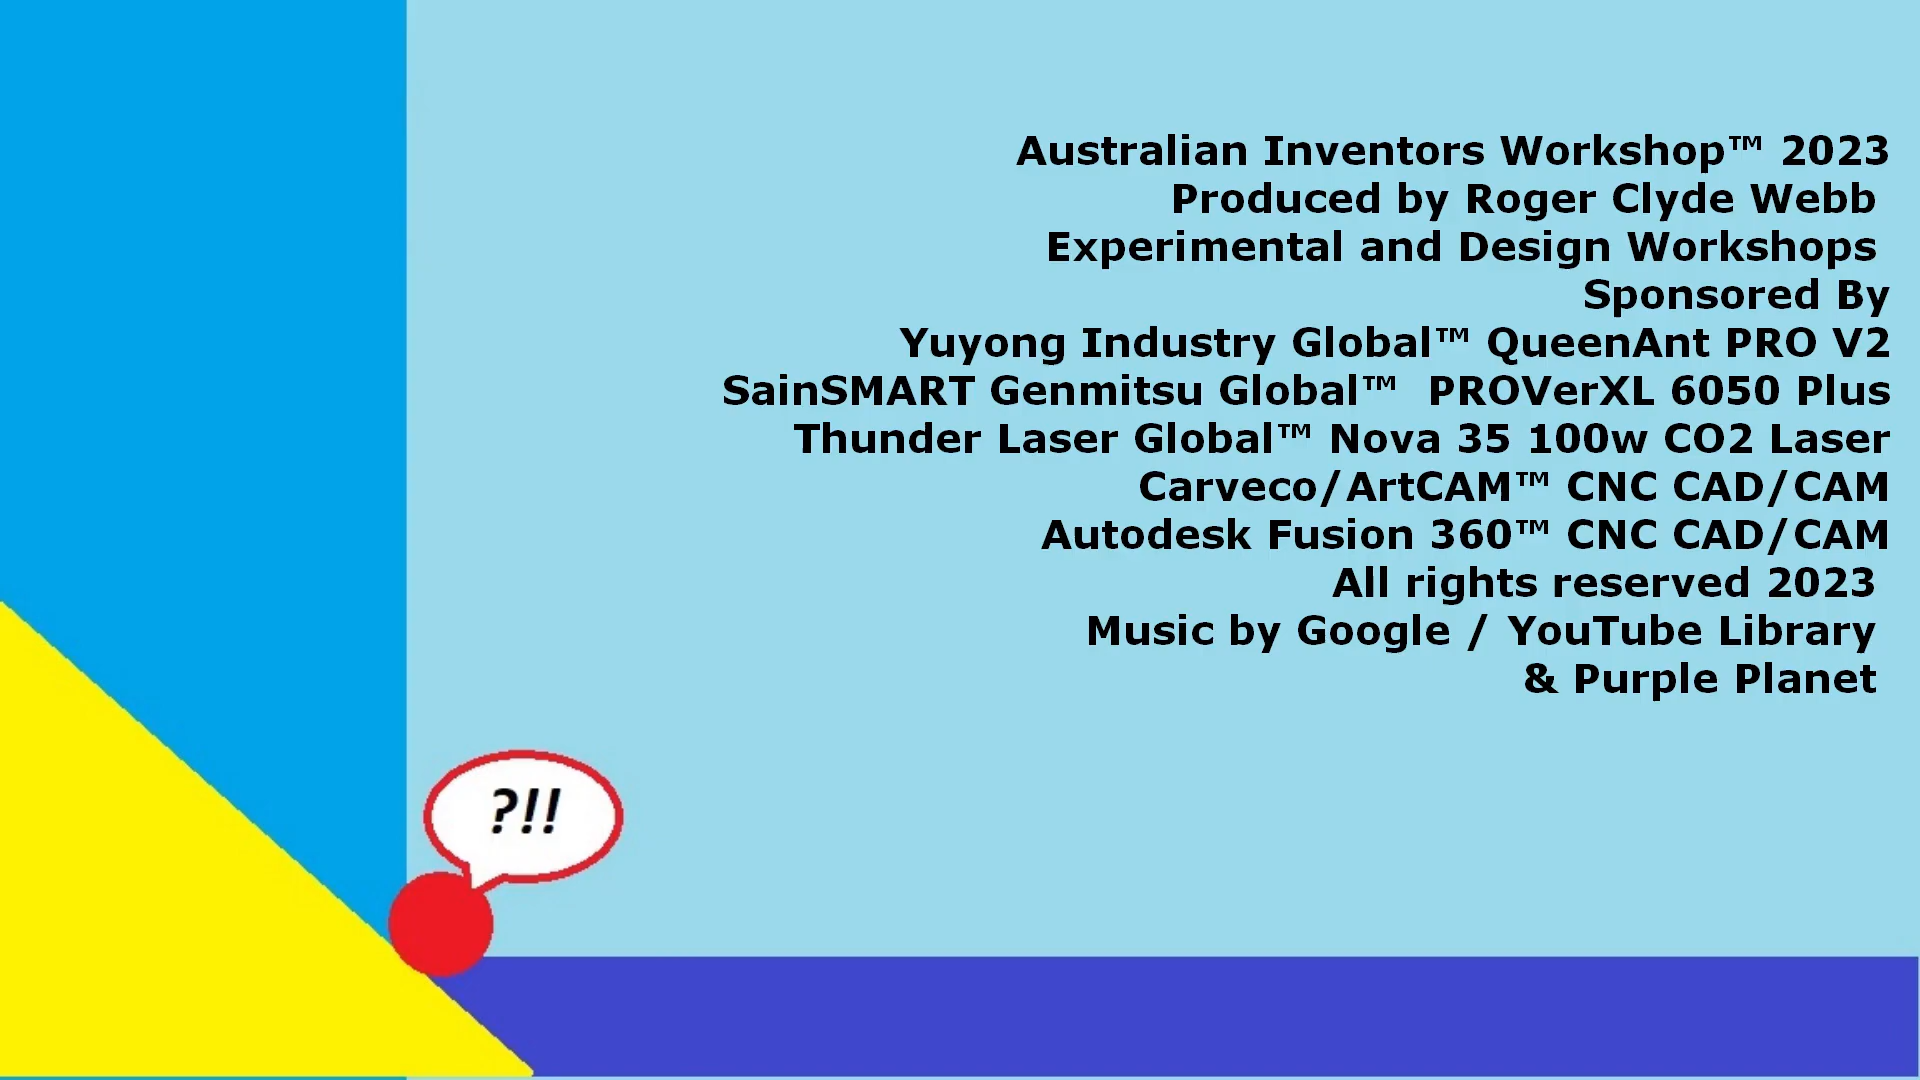 Australian Inventors Workshop™ 2023
Produced by Roger Clyde Webb
Experimental and Design Workshops
Sponsored By
Yuyong Industry Global™ QueenAnt PRO V2
SainSMART Genmitsu Global™  PROVerXL 6050 Plus
Thunder Laser Global™ Nova 35 100w CO2 Laser
Carveco/ArtCAM™ CNC CAD/CAM
Autodesk Fusion 360™ CNC CAD/CAM
All rights reserved 2023
Music by Google / YouTube Library
& Purple Planet
?!!